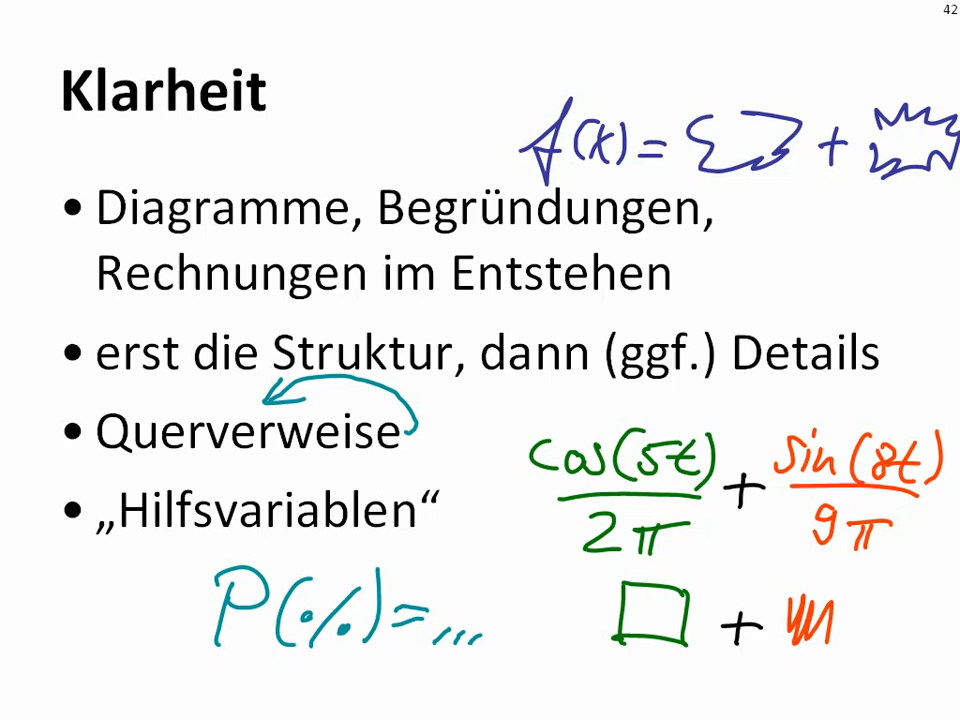 42
Klarheit
f(x) = { } +
• Diagramme, Begründungen,
Rechnungen im Entstehen
• erst die Struktur, dann (ggf.) Details
• Querverweise
cos(5t)/2π + sin(8t)/9π
• „Hilfsvariablen“
P(%)=...
□ +